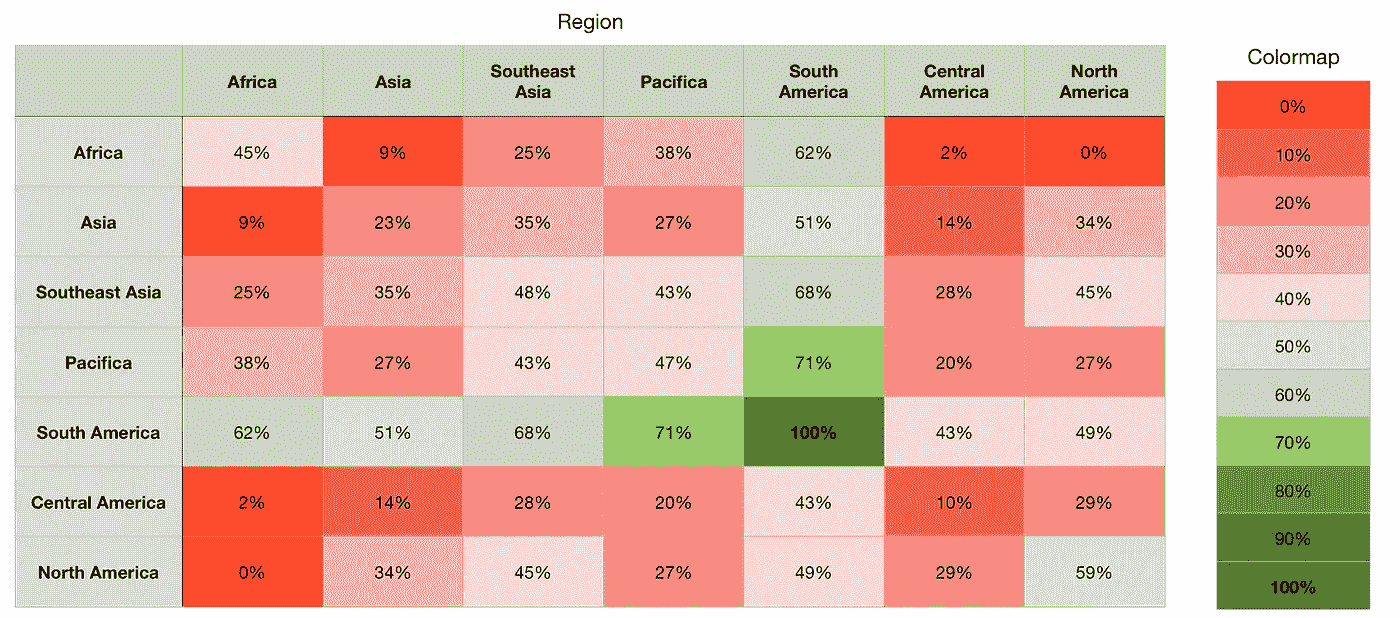 Region
Colormap
Africa Asia Southeast Asia Pacifica South America Central America North America
0%
Africa 45% 9% 25% 38% 62% 2% 0%
10%
20%
Asia 9% 23% 35% 27% 51% 14% 34%
30%
Southeast Asia 25% 35% 48% 43% 68% 28% 45%
40%
50%
Pacifica 38% 27% 43% 47% 71% 20% 27%
60%
South America 62% 51% 68% 71% 100% 43% 49%
70%
80%
Central America 2% 14% 28% 20% 43% 10% 29%
90%
North America 0% 34% 45% 27% 49% 29% 59%
100%